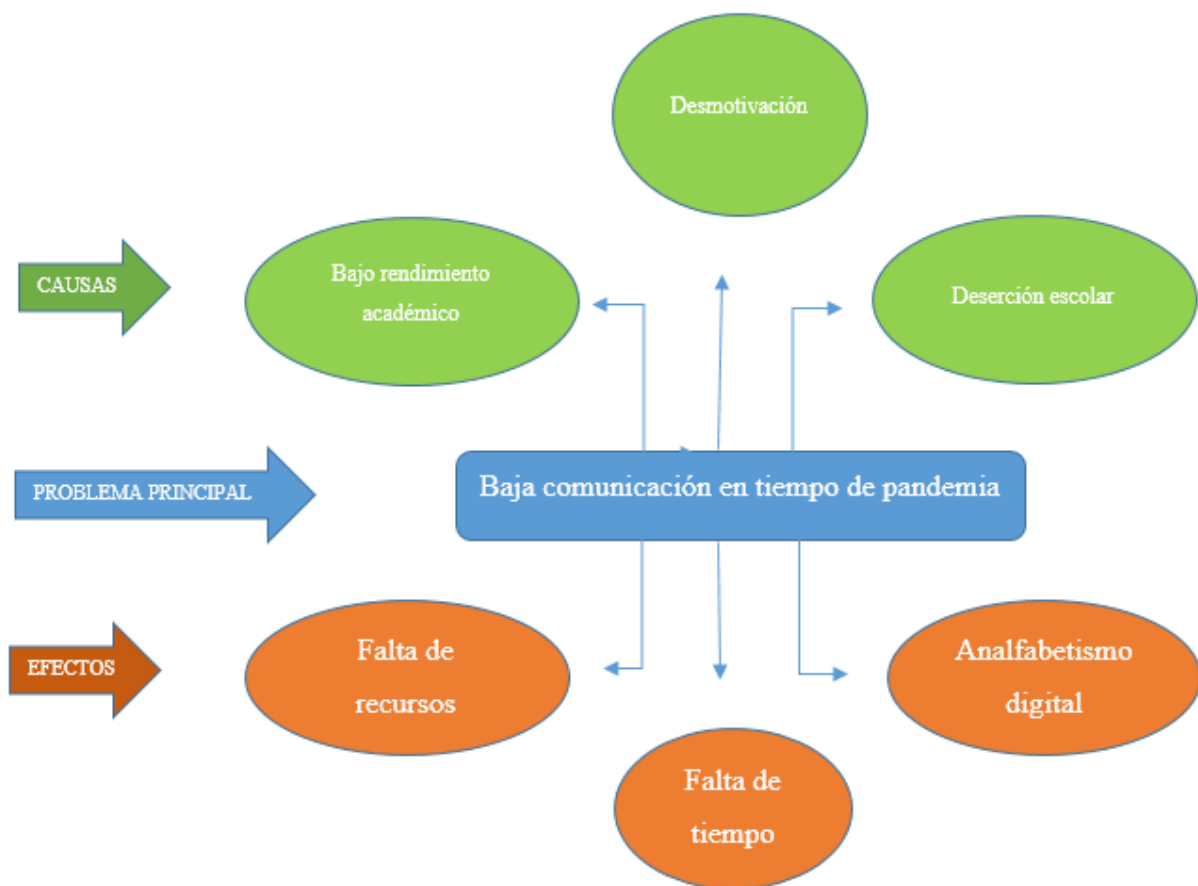 Desmotivación
CAUSAS
Bajo rendimiento
académico
Deserción escolar
PROBLEMA PRINCIPAL
Baja comunicación en tiempo de pandemia
EFECTOS
Falta de
recursos
Analfabetismo
digital
Falta de
tiempo